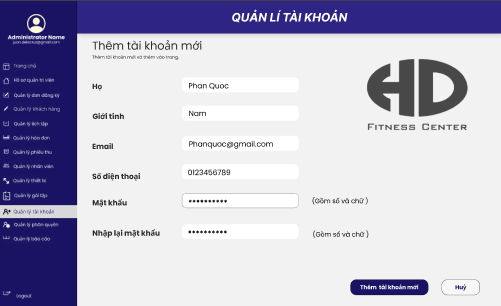 QUẢN LÍ TÀI KHOẢN
Administrator Name
Trang chủ
Hồ sơ quản trị viên
Quản lý đơn đăng ký
Quản lý khách hàng
Quản lý lịch tập
Quản lý hóa đơn
Quản lý phiếu thu
Quản lý nhân viên
Quản lý thiết bị
Quản lý gói tập
Quản lý tài khoản
Quản lý phân quyền
Quản lý báo cáo
Logout
Thêm tài khoản mới
Thêm tài khoản mới và thêm vào trang.
Họ
Phan Quoc
Giới tính
Nam
Email
Phanquoc@gmail.com
Số điện thoại
0123456789
Mật khẩu
••••••••••
(Gồm số và chữ )
Nhập lại mật khẩu
••••••••••
(Gồm số và chữ )
HD
FITNESS CENTER
Thêm tài khoản mới
Huỷ